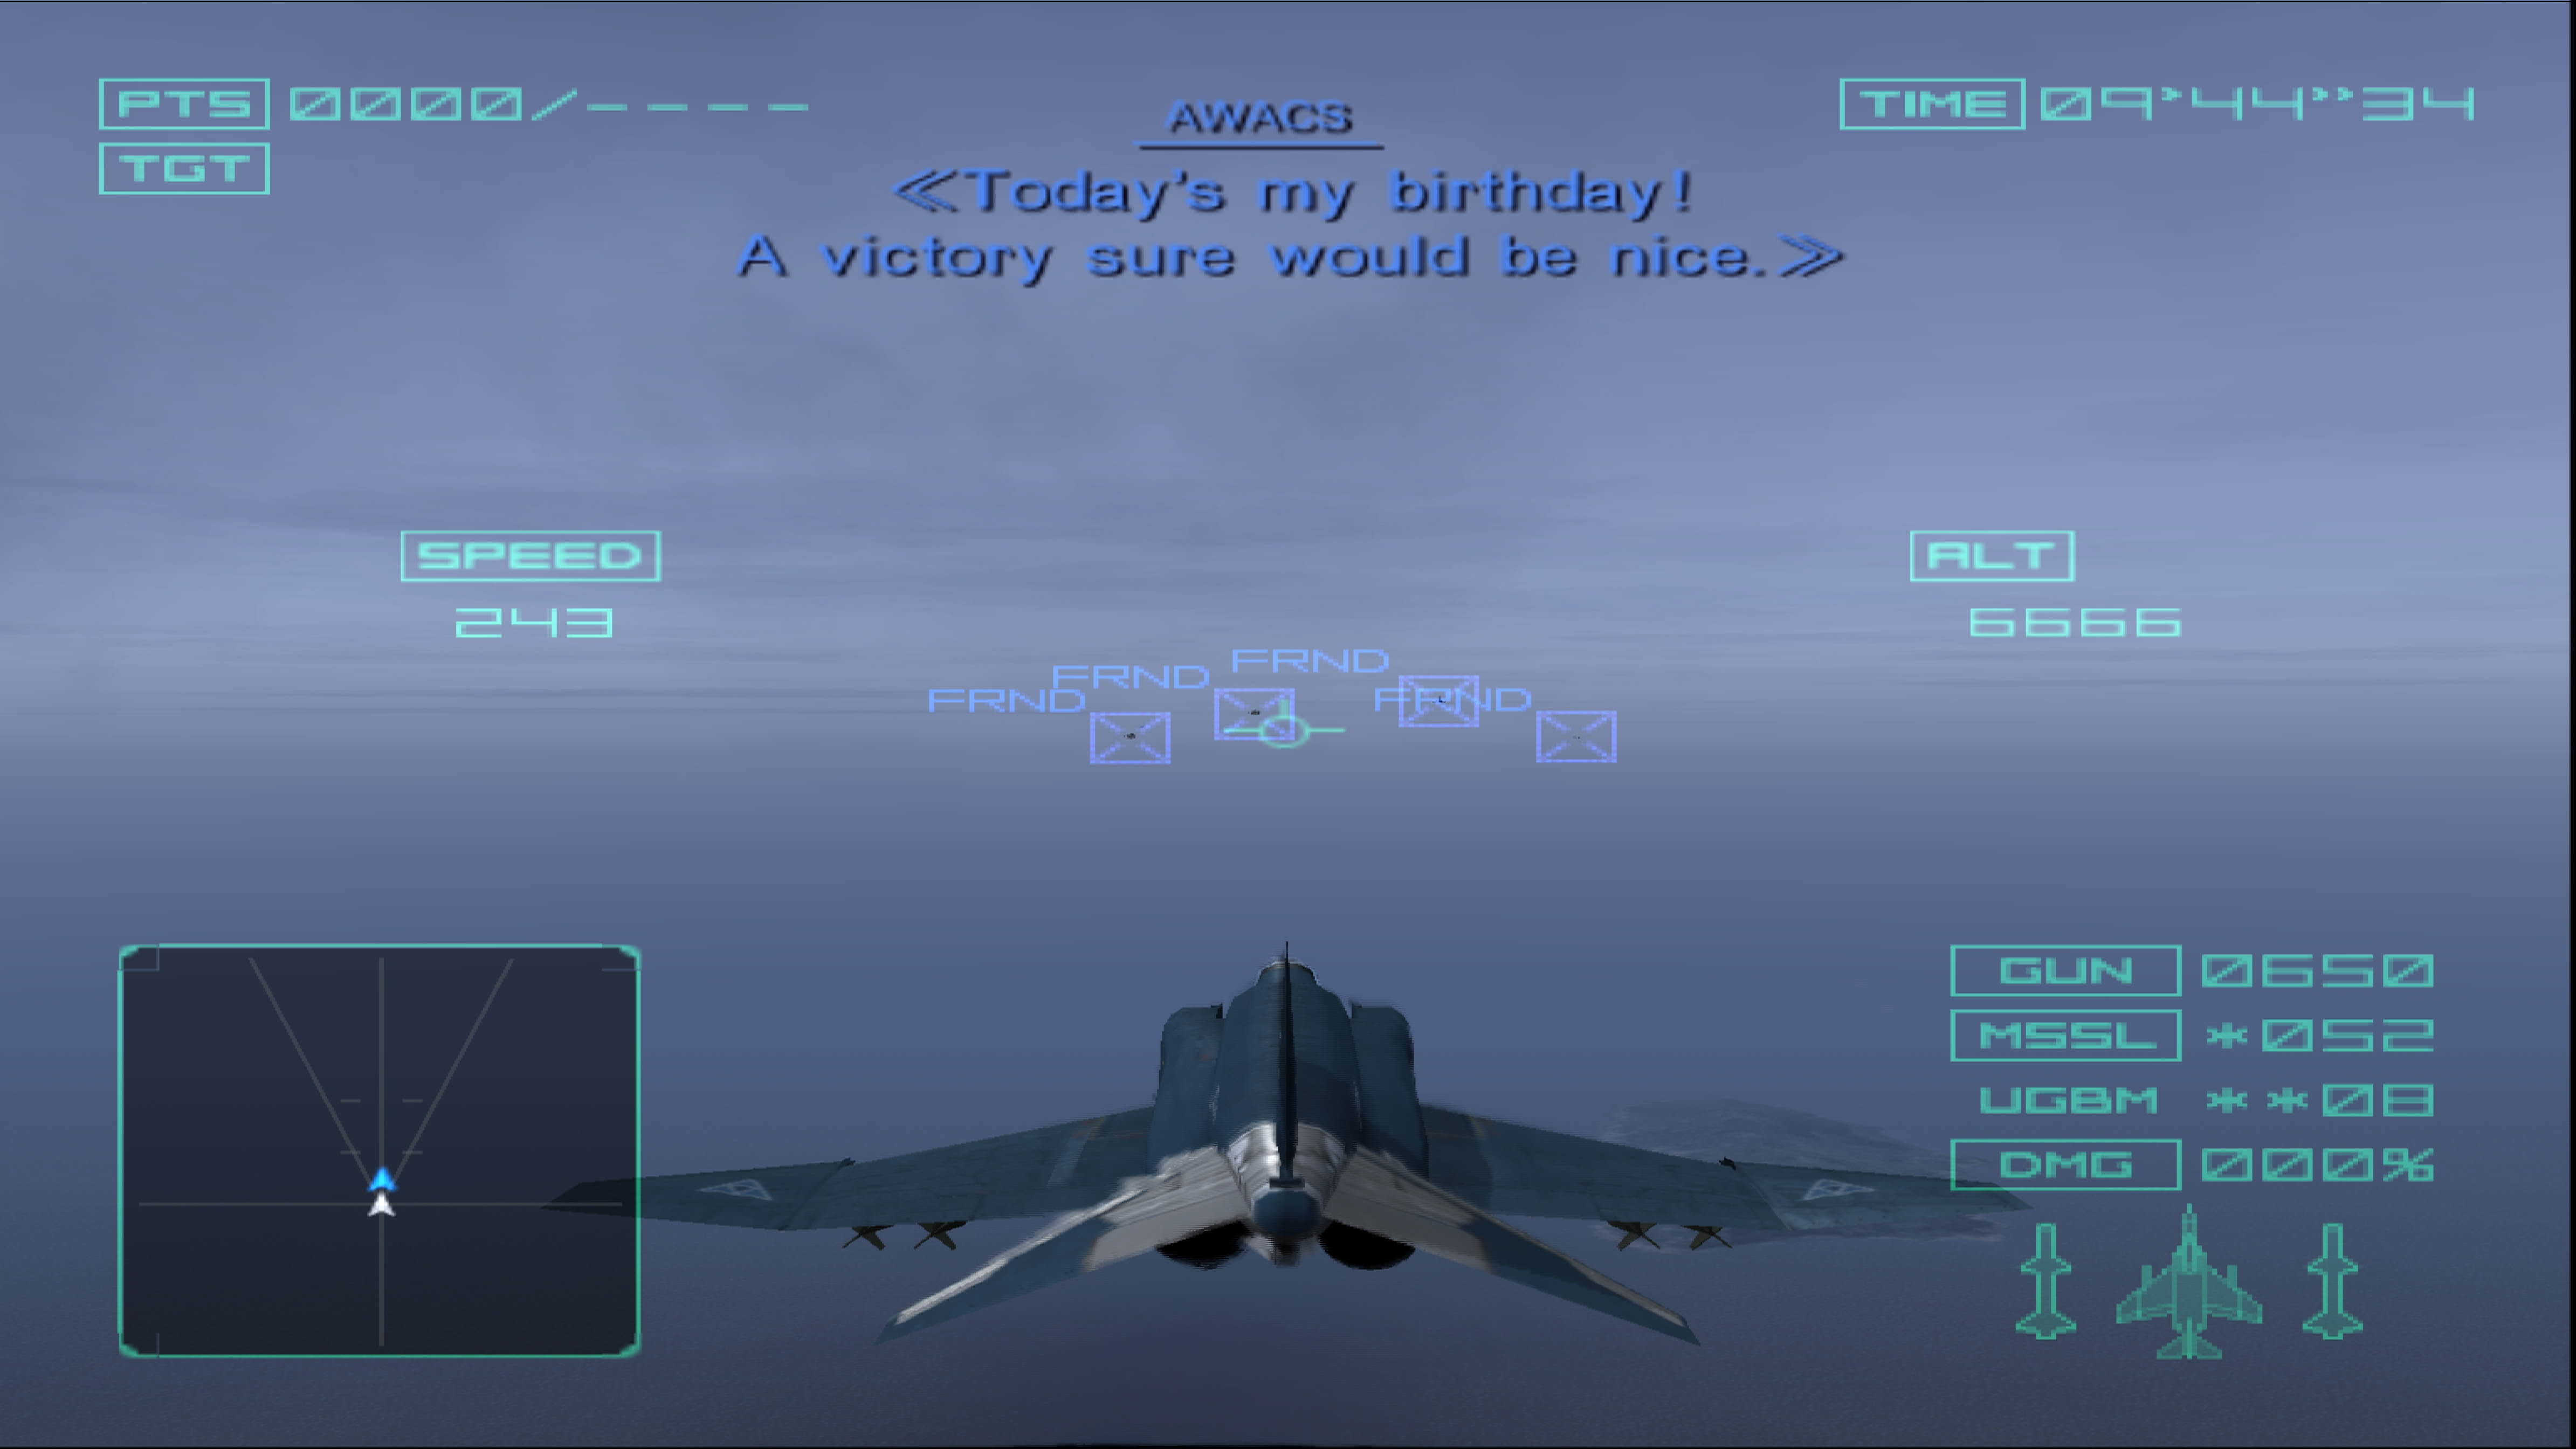 PTS 0000/----
TGT
AWACS
≪Today's my birthday!
A victory sure would be nice.≫
TIME 09'44"34
SPEED
243
ALT
6666
FRND
FRND
FRND
FRND
GUN 0650
MSSL *052
UGBM **08
DMG 000%